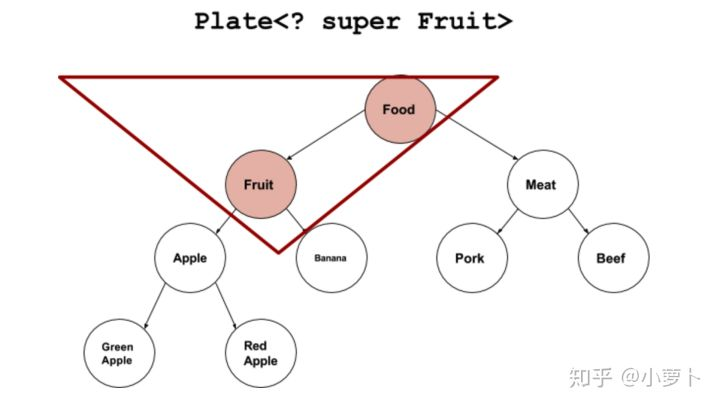 Plate<? super Fruit>
Food
Fruit
Meat
Apple
Banana
Pork
Beef
Green
Apple
Red
Apple
知乎 @小萝卜